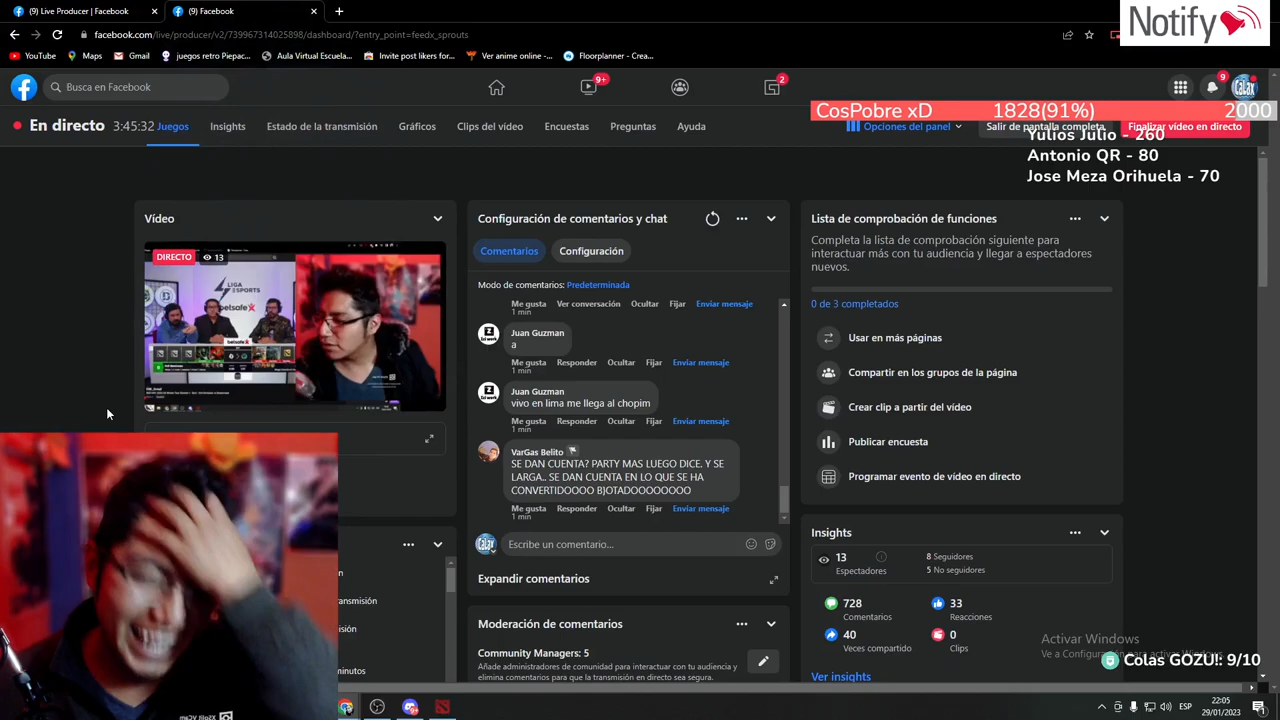 (9) Live Producer | Facebook
(9) Facebook
facebook.com/live/producer/v2/739967314025898/dashboard/?entry_point=feedx_sprouts
Notify
YouTube
Maps
Gmail
juegos retro Piepac...
Aula Virtual Escuela...
Invite post likers for...
Ver anime online -...
Floorplanner - Crea...
Busca en Facebook
9+
2
9
CosPobre xD 1828(91%) 2000
En directo
3:45:32
Juegos
Insights
Estado de la transmisión
Gráficos
Clips del vídeo
Encuestas
Preguntas
Ayuda
Opciones del panel
Salir de pantalla completa
Finalizar vídeo en directo
Yulios Julio - 260
Antonio QR - 80
Jose Meza Orihuela - 70
Vídeo
DIRECTO
13
LIGA
ESPORTS
betsafe
Configuración de comentarios y chat
Comentarios
Configuración
Modo de comentarios: Predeterminada
Me gusta Ver conversación Ocultar Fijar Enviar mensaje
1 min
Juan Guzman
a
Me gusta Responder Ocultar Fijar Enviar mensaje
1 min
Juan Guzman
vivo en lima me llega al chopim
Me gusta Responder Ocultar Fijar Enviar mensaje
1 min
VarGas Belito
SE DAN CUENTA? PARTY MAS LUEGO DICE. Y SE
LARGA.. SE DAN CUENTA EN LO QUE SE HA
CONVERTIDOOOO BJOTADOOOOOOOO
Me gusta Responder Ocultar Fijar Enviar mensaje
1 min
Escribe un comentario...
Expandir comentarios
Moderación de comentarios
Community Managers: 5
Añade administradores de comunidad para interactuar con tu audiencia y
elimina comentarios para que la transmisión en directo sea segura.
Lista de comprobación de funciones
Completa la lista de comprobación siguiente para
interactuar más con tu audiencia y llegar a espectadores
nuevos.
0 de 3 completados
Usar en más páginas
Compartir en los grupos de la página
Crear clip a partir del vídeo
Publicar encuesta
Programar evento de vídeo en directo
Insights
13
Espectadores
8 Seguidores
5 No seguidores
728
Comentarios
33
Reacciones
40
Veces compartido
0
Clips
Ver insights
Activar Windows
Ve a Configuración para activar Windows.
Colas GOZU!: 9/10
ESP
22:05
29/01/2023